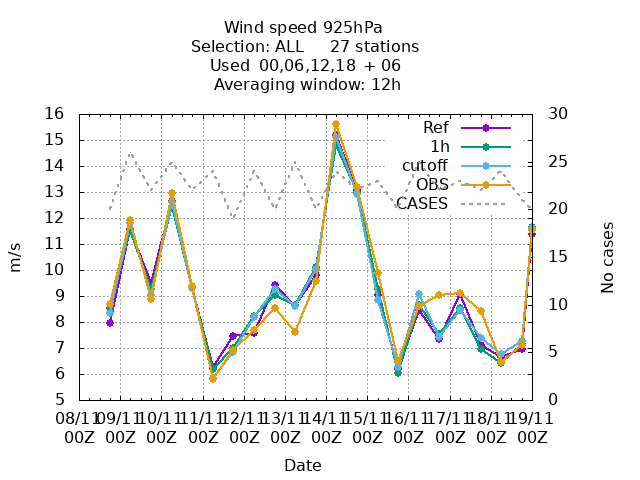 Wind speed 925hPa
Selection: ALL 27 stations
Used 00,06,12,18 + 06
Averaging window: 12h
16 30
15 25
14 20
13 15
12 10
11 5
10 0
9
8
7
6
5
m/s
No cases
Ref
1h
cutoff
OBS
CASES
08/11 09/11 10/11 11/11 12/11 13/11 14/11 15/11 16/11 17/11 18/11 19/11
00Z 00Z 00Z 00Z 00Z 00Z 00Z 00Z 00Z 00Z 00Z 00Z
Date